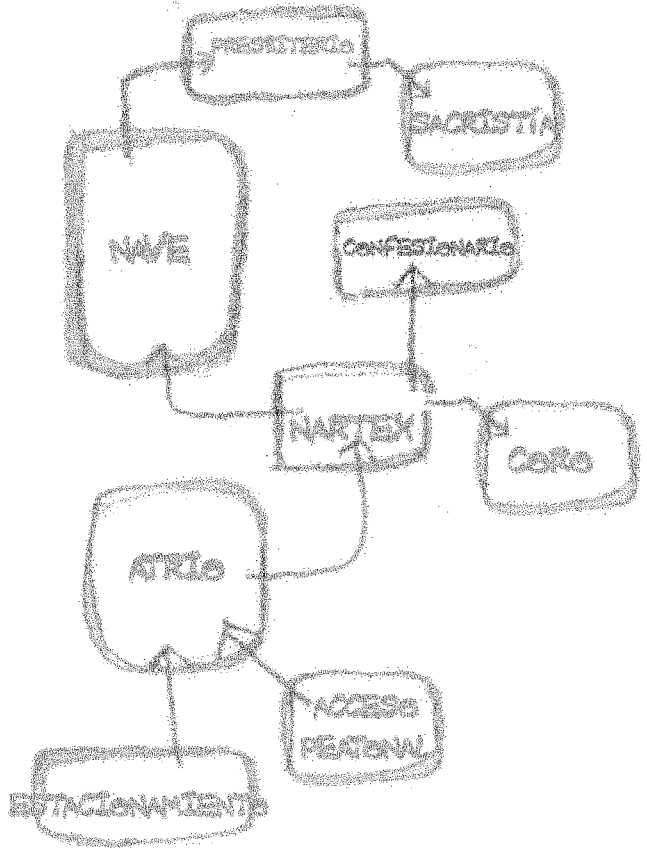 PRESBITERIO
SACRISTÍA
NAVE
CONFESIONARIO
NARTEX
CORO
ATRIO
ACCESO
PEATONAL
ESTACIONAMIENTO